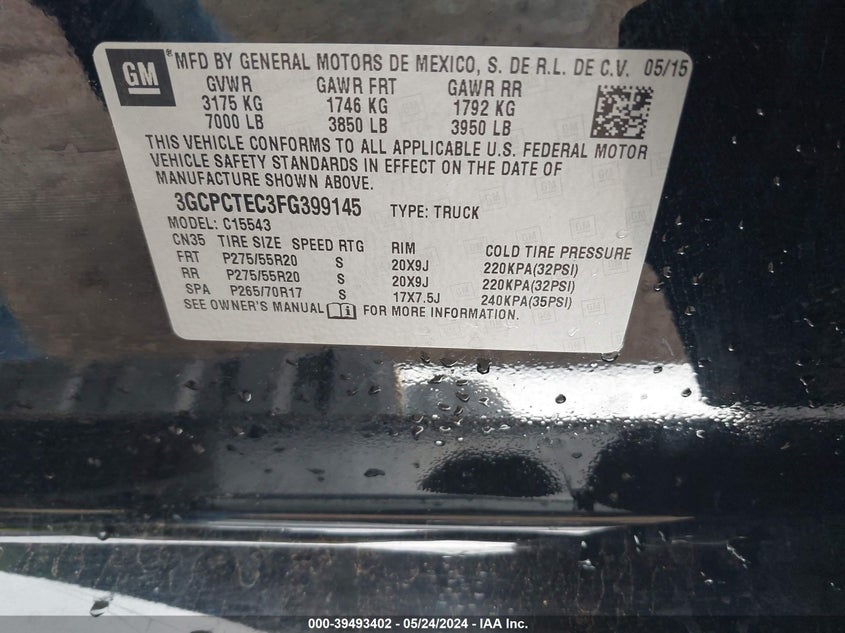 GM ® MFD BY GENERAL MOTORS DE MEXICO, S. DE R.L. DE C.V. 05/15
GVWR GAWR FRT GAWR RR
3175 KG 1746 KG 1792 KG
7000 LB 3850 LB 3950 LB
THIS VEHICLE CONFORMS TO ALL APPLICABLE U.S. FEDERAL MOTOR
VEHICLE SAFETY STANDARDS IN EFFECT ON THE DATE OF
MANUFACTURE SHOWN ABOVE.
3GCPCTEC3FG399145 TYPE: TRUCK
MODEL: C15543
CN35 TIRE SIZE SPEED RTG RIM COLD TIRE PRESSURE
FRT P275/55R20 S 20X9J 220KPA(32PSI)
RR P275/55R20 S 20X9J 220KPA(32PSI)
SPA P265/70R17 S 17X7.5J 240KPA(35PSI)
SEE OWNER'S MANUAL i FOR MORE INFORMATION.
000-39493402 - 05/24/2024 - IAA Inc.